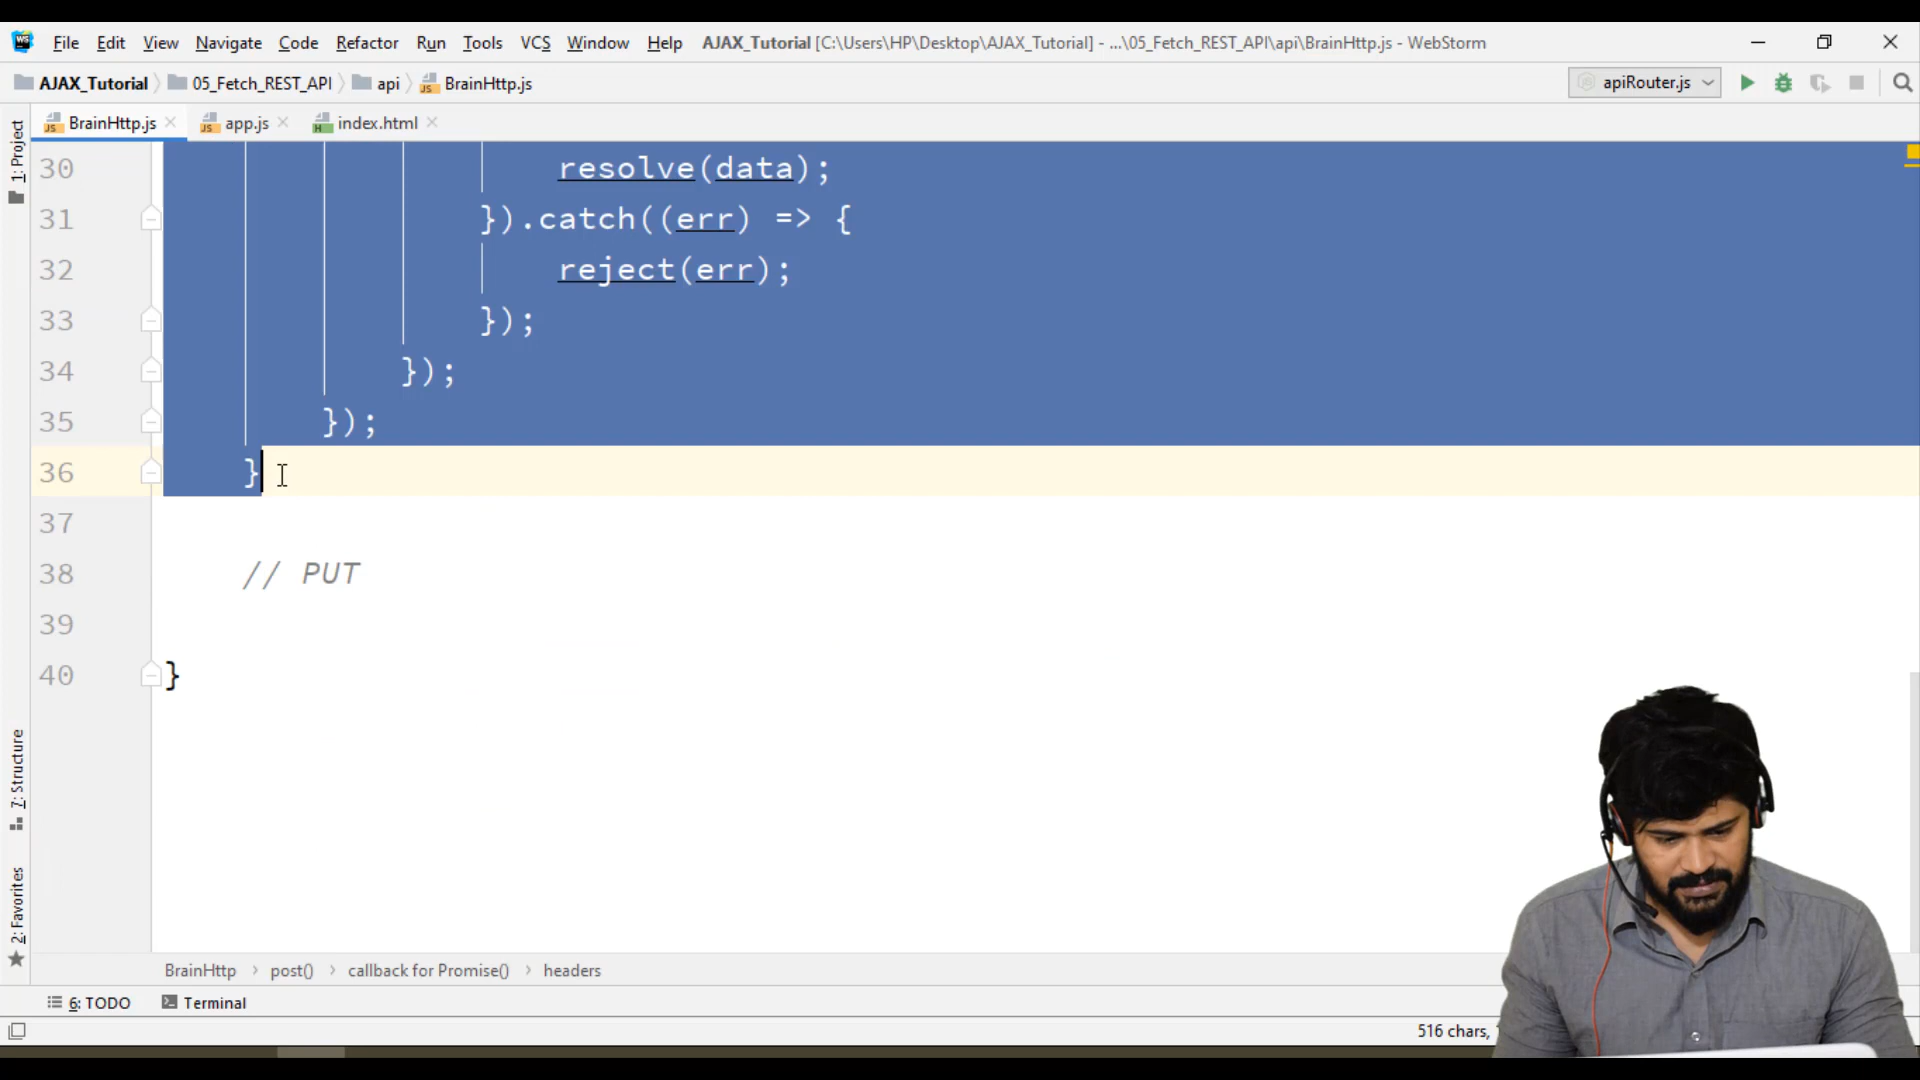 WS File Edit View Navigate Code Refactor Run Tools VCS Window Help AJAX_Tutorial [C:\Users\HP\Desktop\AJAX_Tutorial] - ...\05_Fetch_REST_API\api\BrainHttp.js - WebStorm
AJAX_Tutorial 05_Fetch_REST_API api BrainHttp.js apiRouter.js
BrainHttp.js app.js index.html
1: Project
30 resolve(data);
31 }).catch((err) => {
32 reject(err);
33 });
34 });
35 });
36 }
37
38 // PUT
39
40 }
7: Structure
2: Favorites
BrainHttp > post() > callback for Promise() > headers
6: TODO Terminal
516 chars,